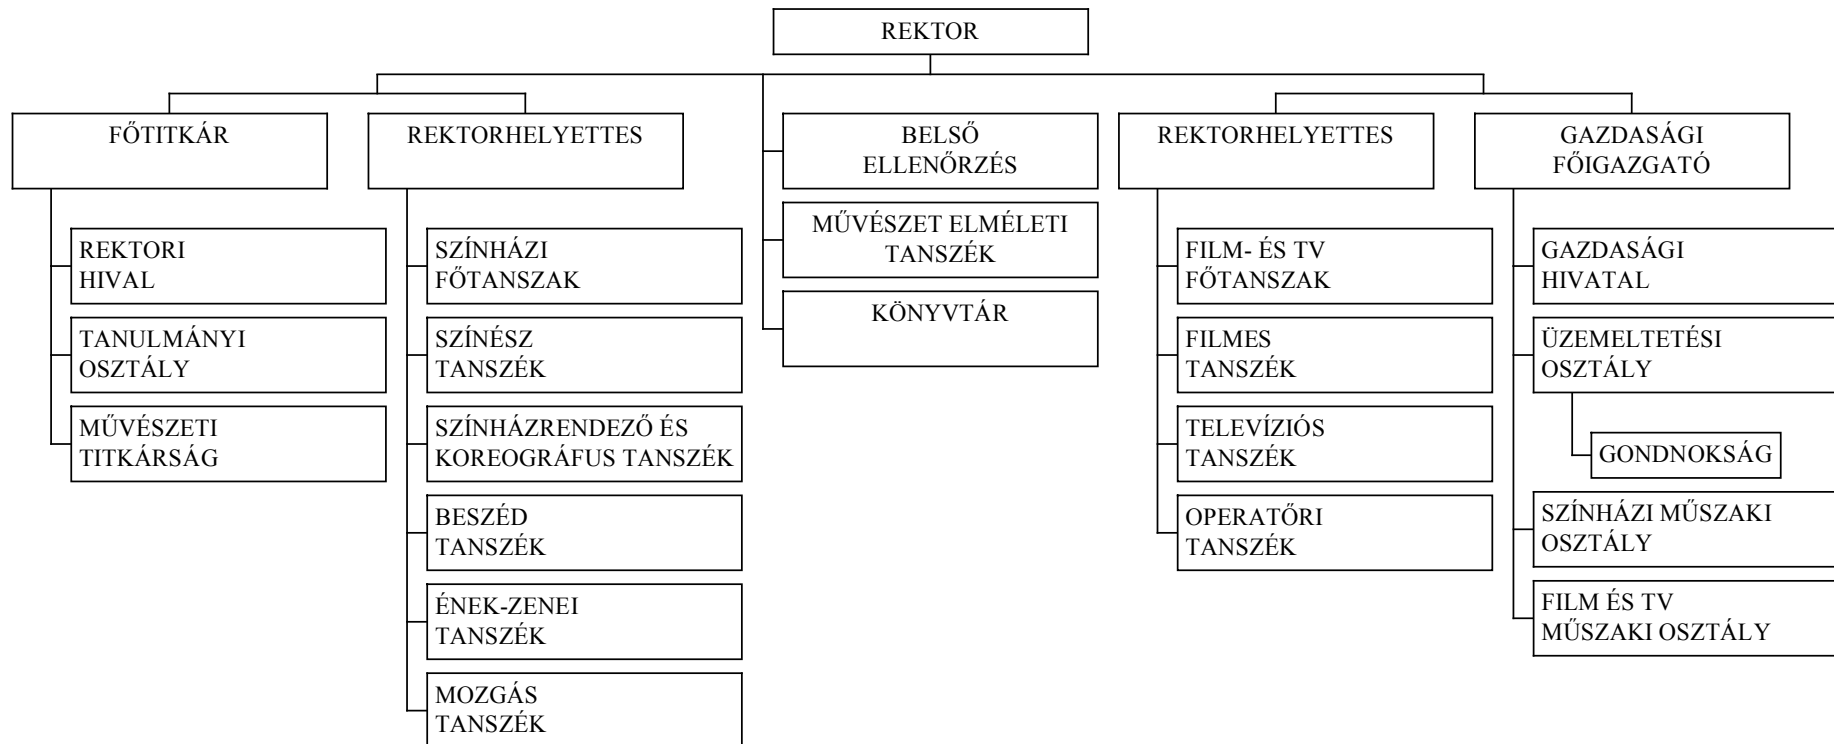 REKTOR
FŐTITKÁR
REKTORI
HIVAL
TANULMÁNYI
OSZTÁLY
MŰVÉSZETI
TITKÁRSÁG
REKTORHELYETTES
SZÍNHÁZI
FŐTANSZAK
SZÍNÉSZ
TANSZÉK
SZÍNHÁZRENDEZŐ ÉS
KOREOGRÁFUS TANSZÉK
BESZÉD
TANSZÉK
ÉNEK-ZENEI
TANSZÉK
MOZGÁS
TANSZÉK
BELSŐ
ELLENŐRZÉS
MŰVÉSZET ELMÉLETI
TANSZÉK
KÖNYVTÁR
REKTORHELYETTES
FILM- ÉS TV
FŐTANSZAK
FILMES
TANSZÉK
TELEVÍZIÓS
TANSZÉK
OPERATŐRI
TANSZÉK
GAZDASÁGI
FŐIGAZGATÓ
GAZDASÁGI
HIVATAL
ÜZEMELTETÉSI
OSZTÁLY
GONDNOKSÁG
SZÍNHÁZI MŰSZAKI
OSZTÁLY
FILM ÉS TV
MŰSZAKI OSZTÁLY